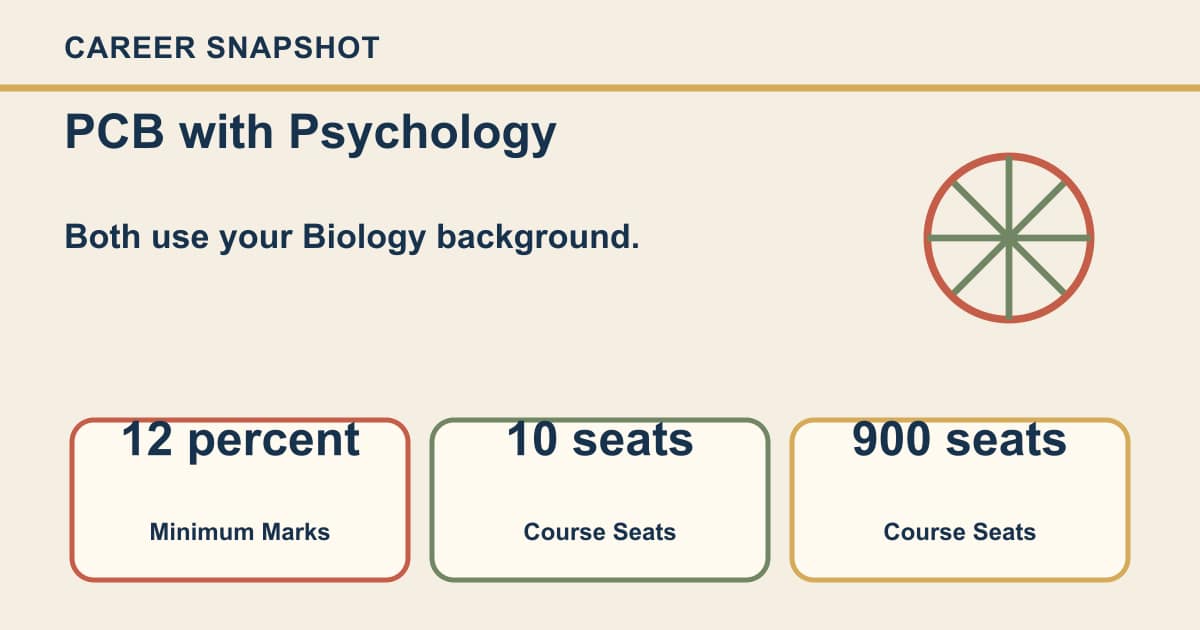 CAREER SNAPSHOT
PCB with Psychology
Both use your Biology background.
12 percent
Minimum Marks
10 seats
Course Seats
900 seats
Course Seats